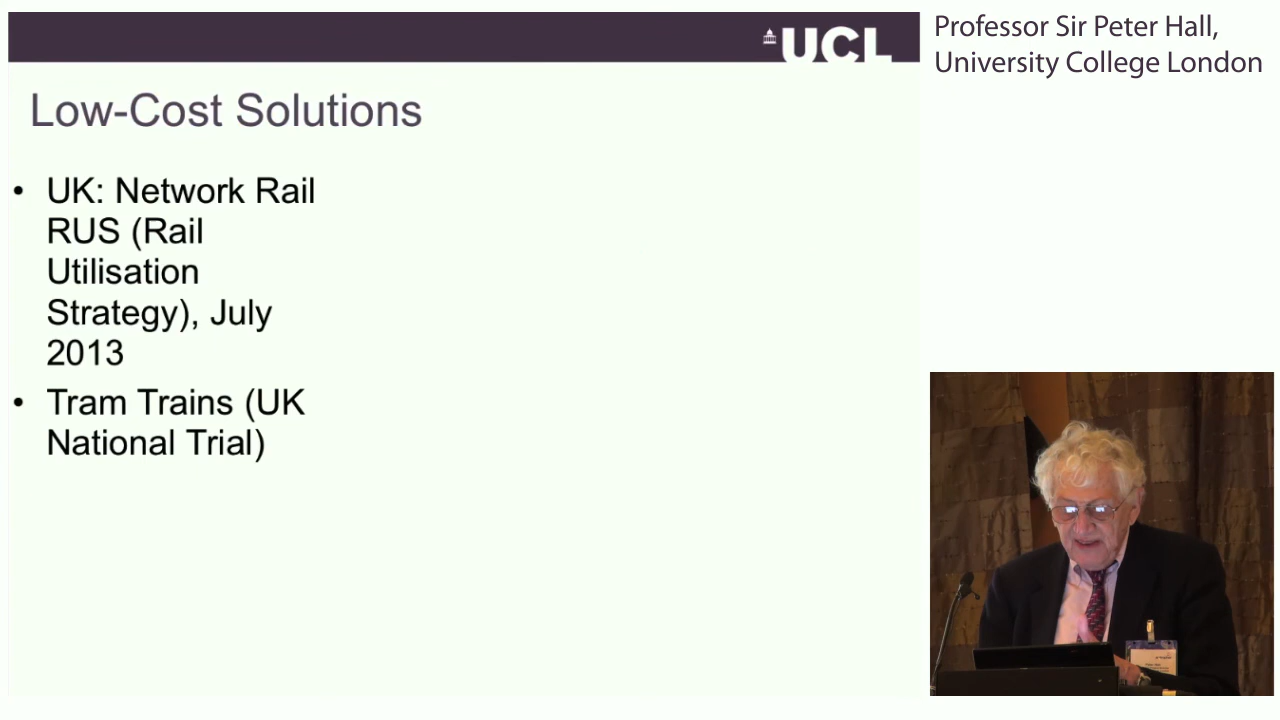 UCL
Professor Sir Peter Hall,
University College London
Low-Cost Solutions
• UK: Network Rail
RUS (Rail
Utilisation
Strategy), July
2013
• Tram Trains (UK
National Trial)